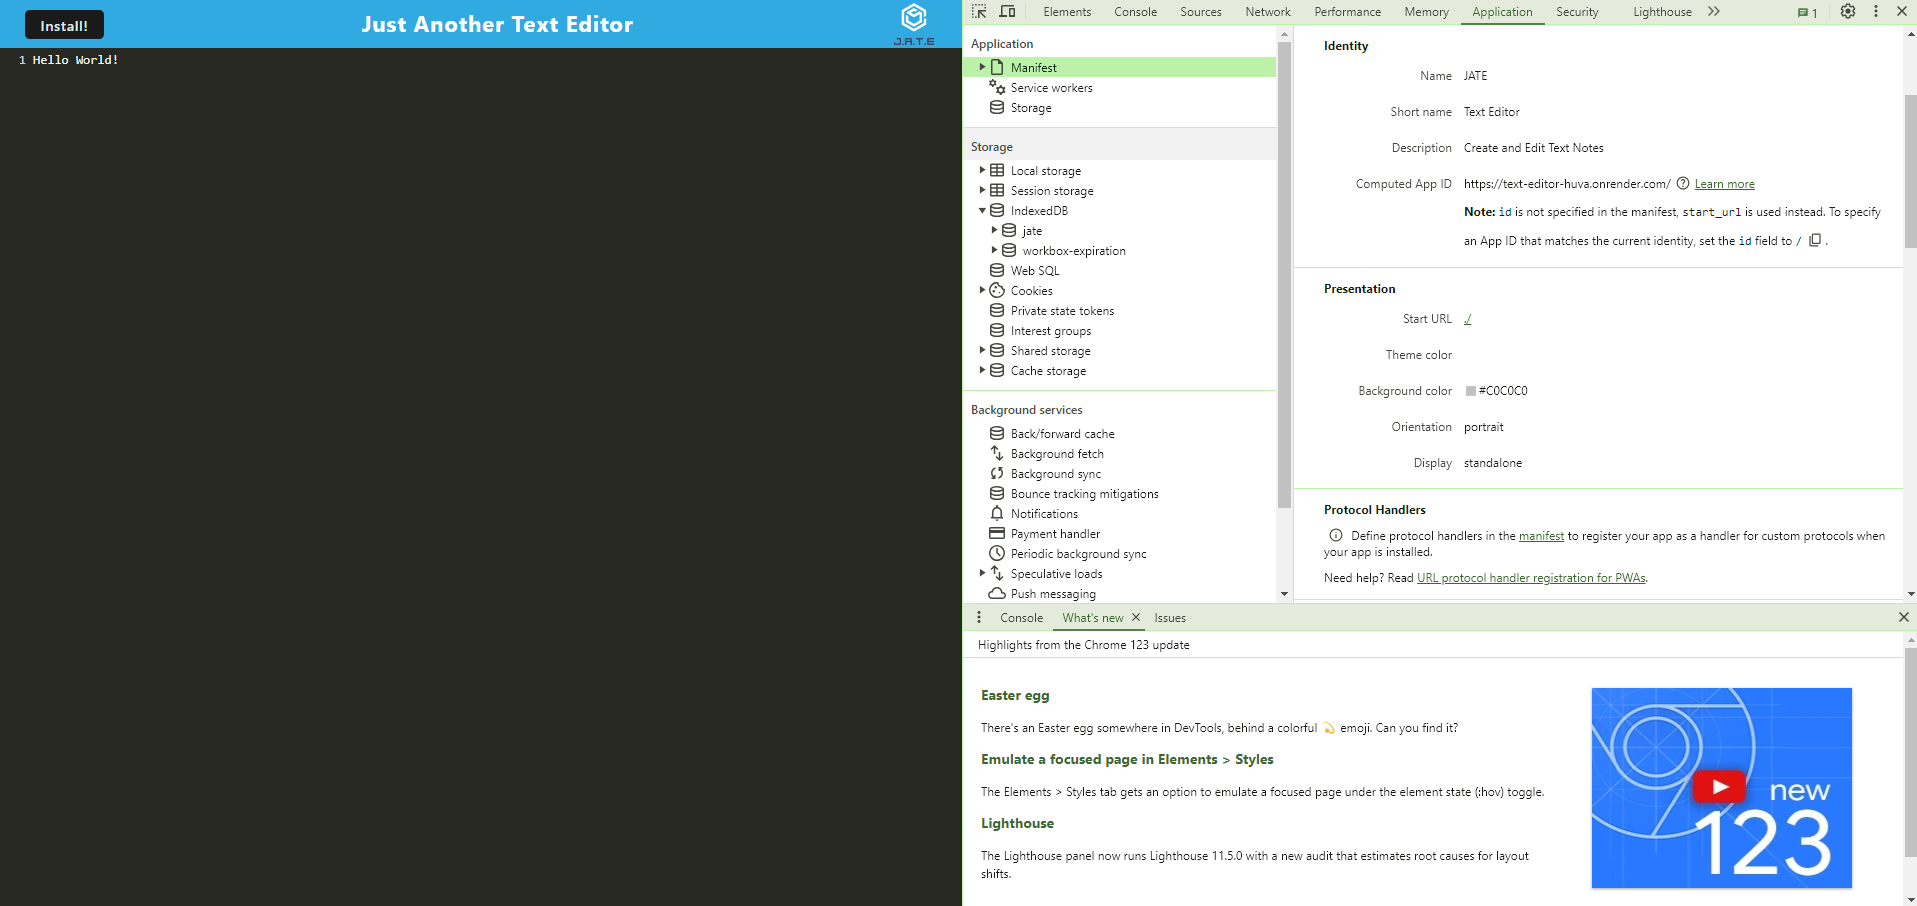 Install!
Just Another Text Editor
J.A.T.E
1 Hello World!
Elements Console Sources Network Performance Memory Application Security Lighthouse 1
Application
Manifest
Service workers
Storage
Storage
Local storage
Session storage
IndexedDB
jate
workbox-expiration
Web SQL
Cookies
Private state tokens
Interest groups
Shared storage
Cache storage
Background services
Back/forward cache
Background fetch
Background sync
Bounce tracking mitigations
Notifications
Payment handler
Periodic background sync
Speculative loads
Push messaging
Identity
Name JATE
Short name Text Editor
Description Create and Edit Text Notes
Computed App ID https://text-editor-huva.onrender.com/ Learn more
Note: id is not specified in the manifest, start_url is used instead. To specify
an App ID that matches the current identity, set the id field to / .
Presentation
Start URL ./
Theme color
Background color #C0C0C0
Orientation portrait
Display standalone
Protocol Handlers
Define protocol handlers in the manifest to register your app as a handler for custom protocols when
your app is installed.
Need help? Read URL protocol handler registration for PWAs.
Console What's new Issues
Highlights from the Chrome 123 update
Easter egg
There's an Easter egg somewhere in DevTools, behind a colorful 💫 emoji. Can you find it?
Emulate a focused page in Elements > Styles
The Elements > Styles tab gets an option to emulate a focused page under the element state (:hov) toggle.
Lighthouse
The Lighthouse panel now runs Lighthouse 11.5.0 with a new audit that estimates root causes for layout
shifts.
new
123